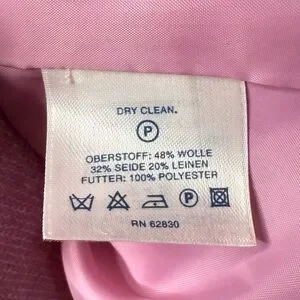 DRY CLEAN.
P
OBERSTOFF: 48% WOLLE
32% SEIDE 20% LEINEN
FUTTER: 100% POLYESTER
P
RN 62830